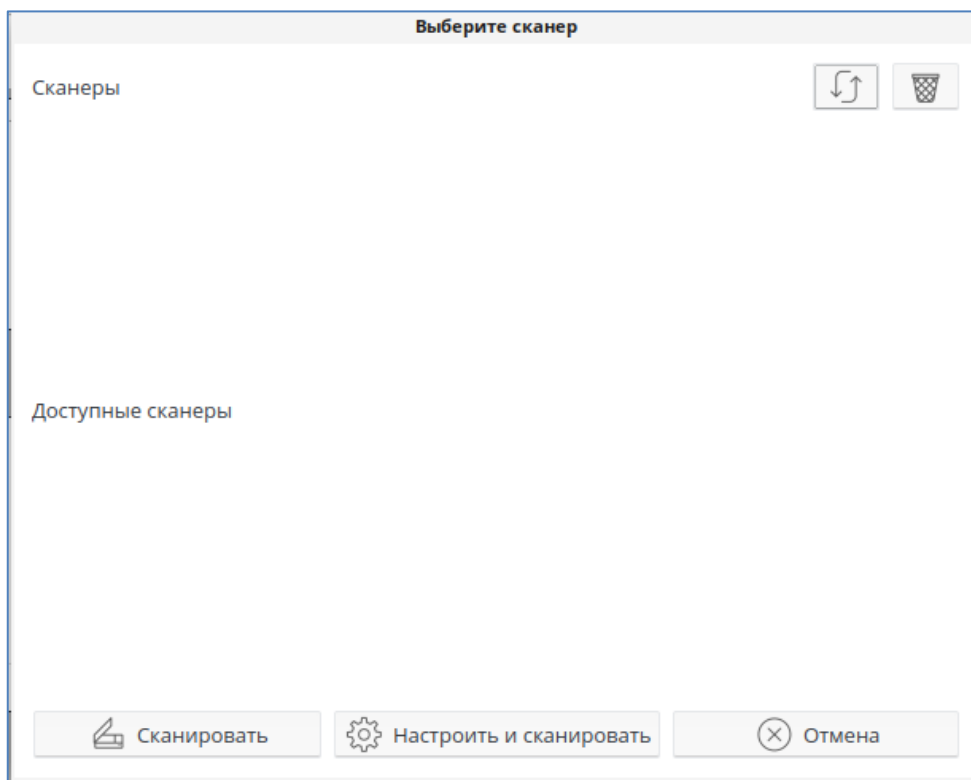 Выберите сканер
Сканеры
Доступные сканеры
Сканировать
Настроить и сканировать
Отмена